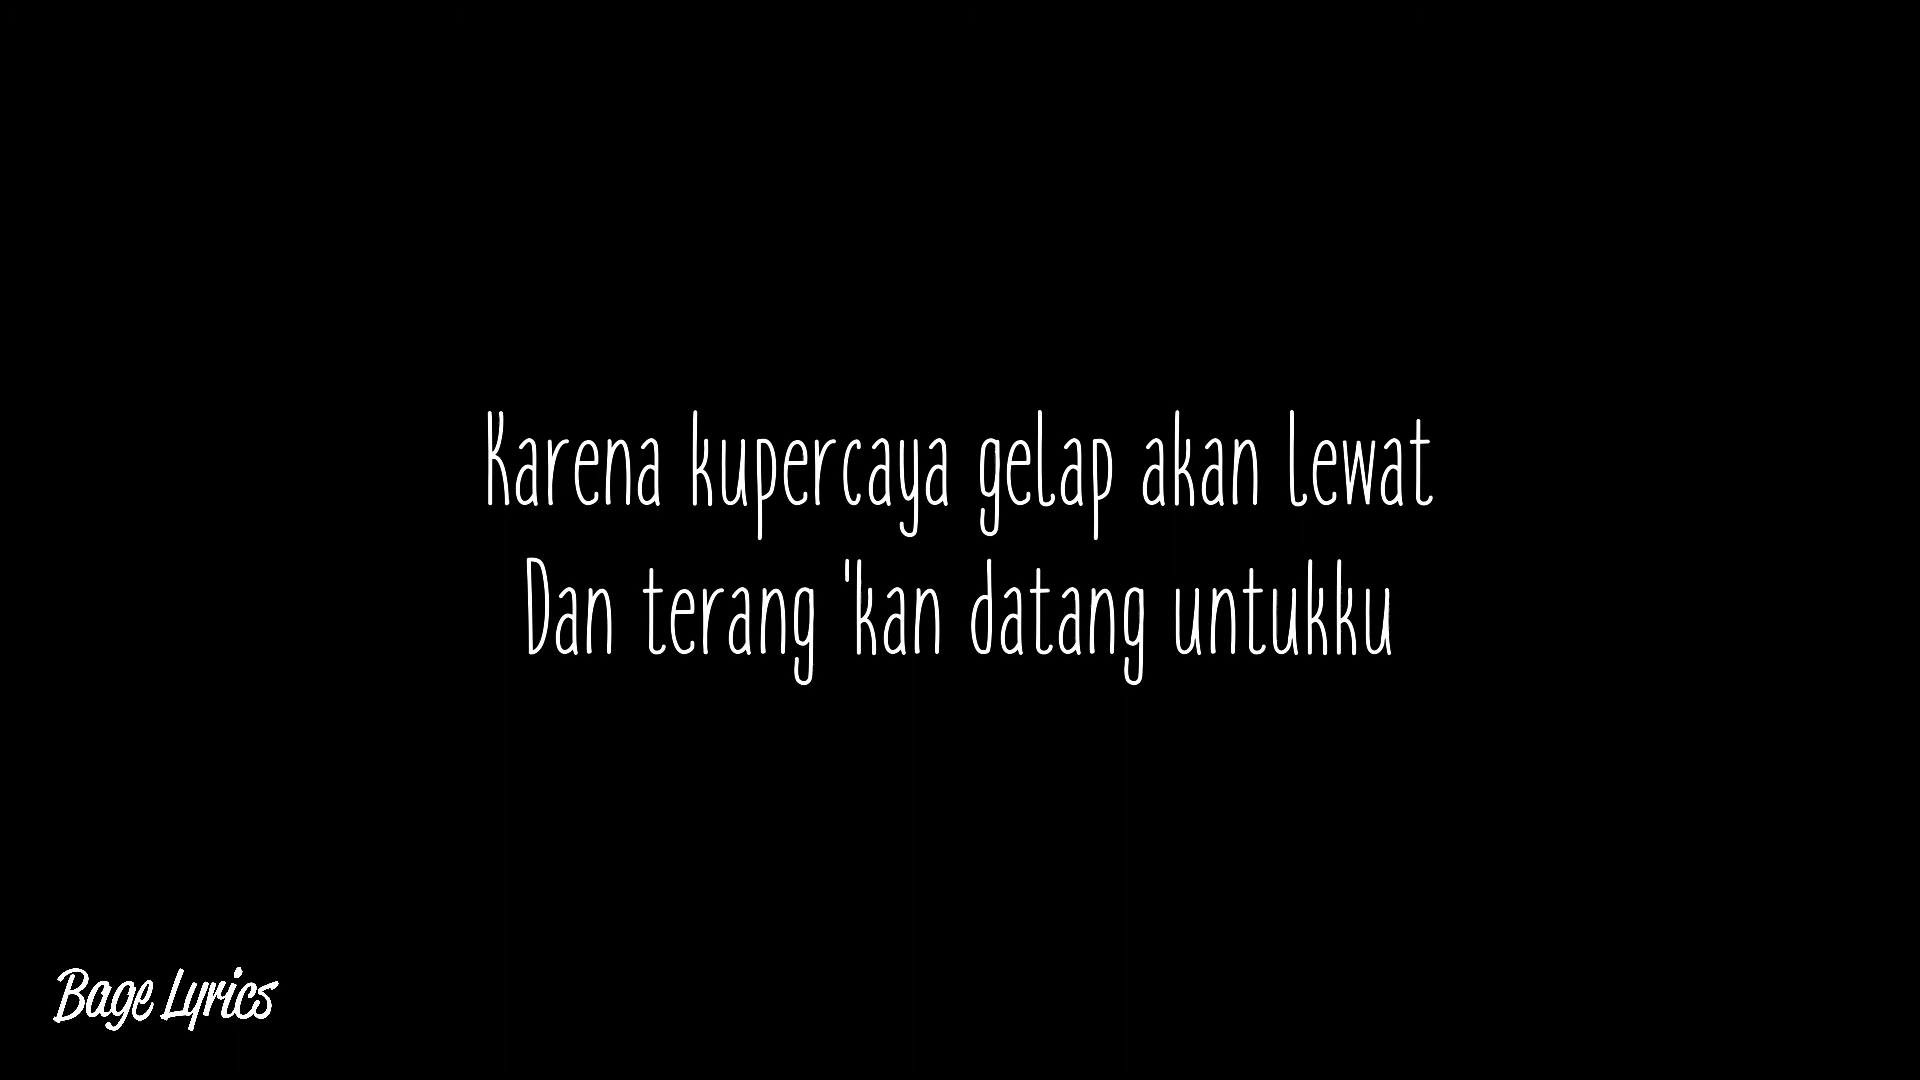 Karena kupercaya gelap akan lewat
Dan terang 'kan datang untukku
Bage Lyrics